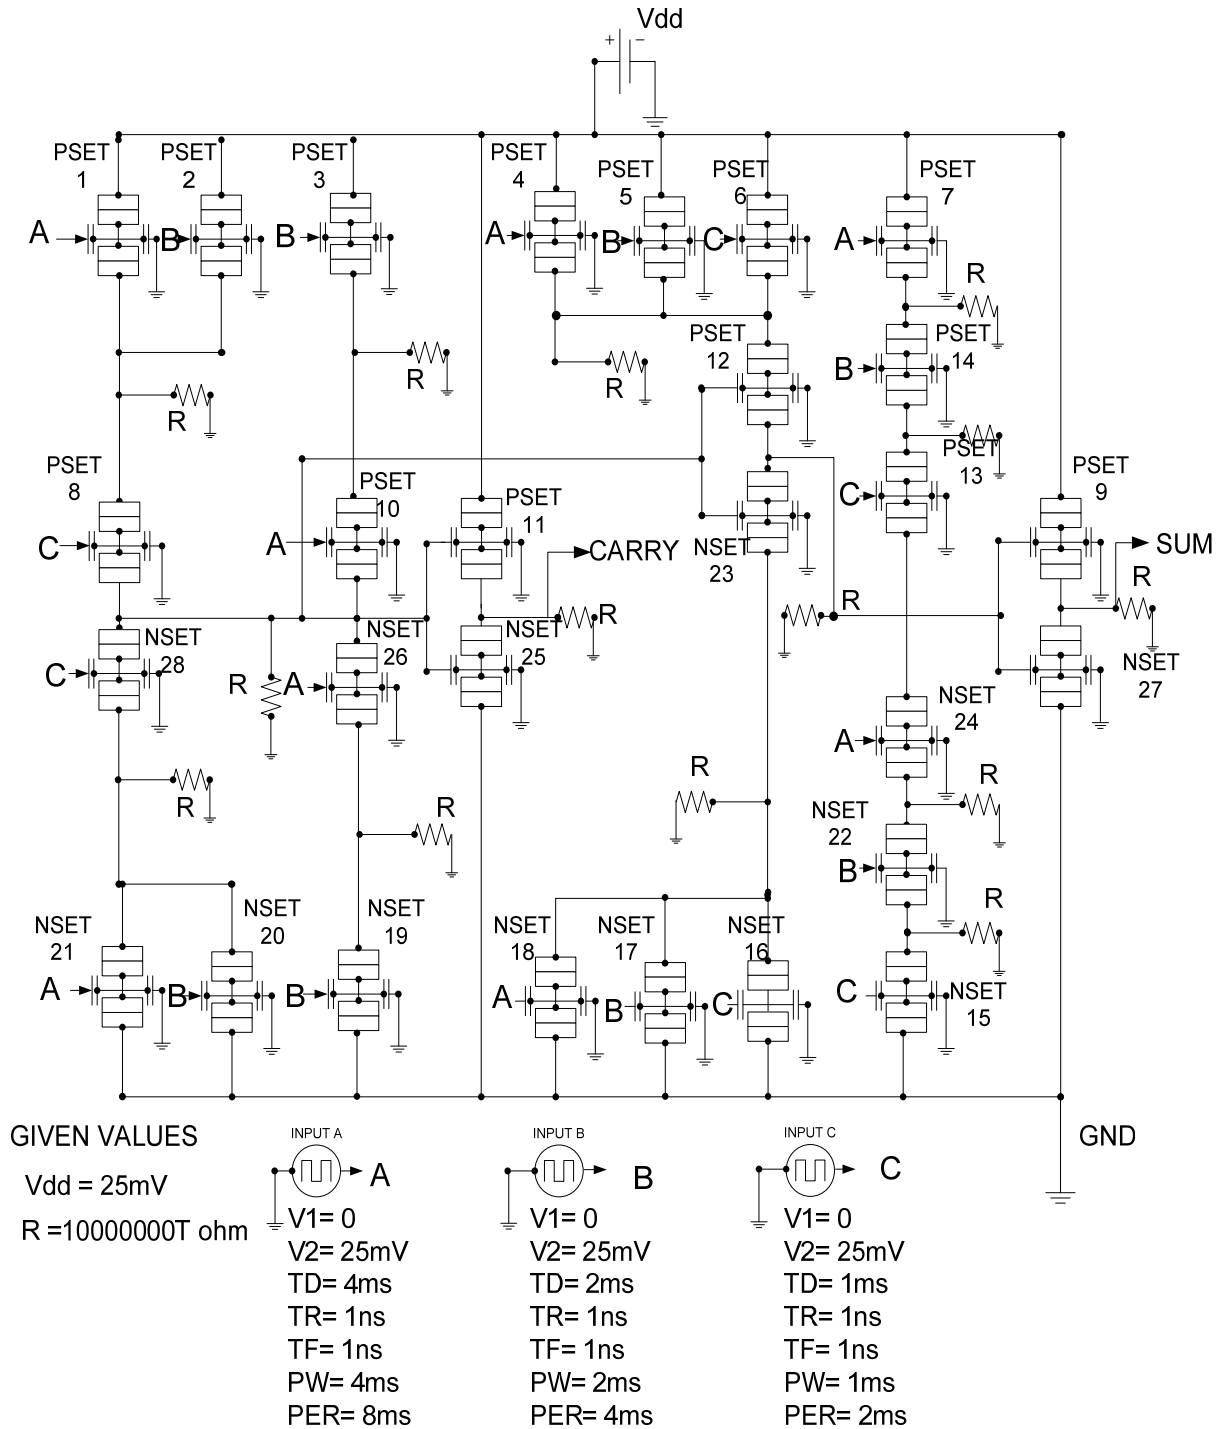 Vdd
+ −
PSET 1
PSET 2
PSET 3
PSET 4
PSET 5
PSET 6
PSET 7
A
B
B
A
B
C
A
R
R
R
R
PSET 12
PSET 14
B
R
PSET 8
PSET 10
PSET 11
PSET 13
PSET 9
C
A
C
NSET 23
CARRY
SUM
R
R
R
NSET 28
NSET 26
NSET 25
NSET 27
C
R
A
NSET 24
A
R
R
R
R
NSET 22
B
R
NSET 21
NSET 20
NSET 19
NSET 18
NSET 17
NSET 16
NSET 15
A
B
B
A
B
C
C
GIVEN VALUES
Vdd = 25mV
R =10000000T ohm
GND
INPUT A
A
V1= 0
V2= 25mV
TD= 4ms
TR= 1ns
TF= 1ns
PW= 4ms
PER= 8ms
INPUT B
B
V1= 0
V2= 25mV
TD= 2ms
TR= 1ns
TF= 1ns
PW= 2ms
PER= 4ms
INPUT C
C
V1= 0
V2= 25mV
TD= 1ms
TR= 1ns
TF= 1ns
PW= 1ms
PER= 2ms